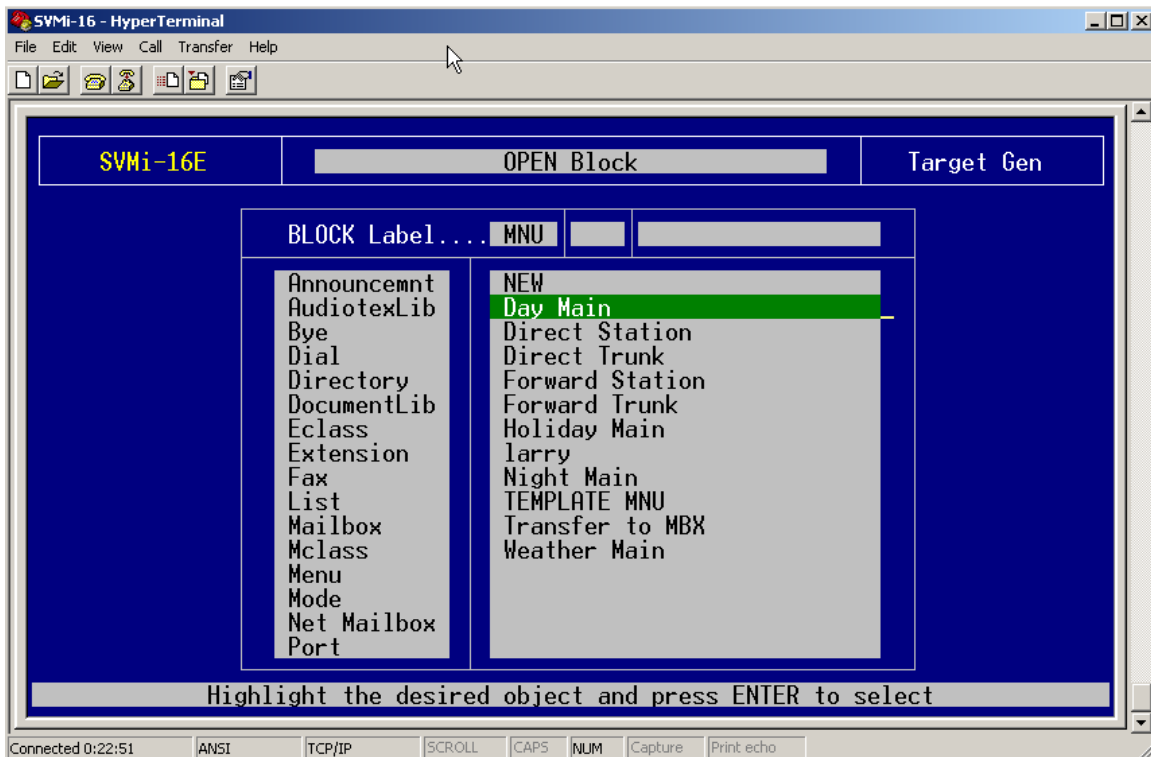 SVMi-16 - HyperTerminal
File Edit View Call Transfer Help
SVMi-16E
OPEN Block
Target Gen
BLOCK Label.... MNU
Announcemnt
AudiotexLib
Bye
Dial
Directory
DocumentLib
Eclass
Extension
Fax
List
Mailbox
Mclass
Menu
Mode
Net Mailbox
Port
NEW
Day Main
Direct Station
Direct Trunk
Forward Station
Forward Trunk
Holiday Main
larry
Night Main
TEMPLATE MNU
Transfer to MBX
Weather Main
Highlight the desired object and press ENTER to select
Connected 0:22:51 ANSI TCP/IP SCROLL CAPS NUM Capture Print echo